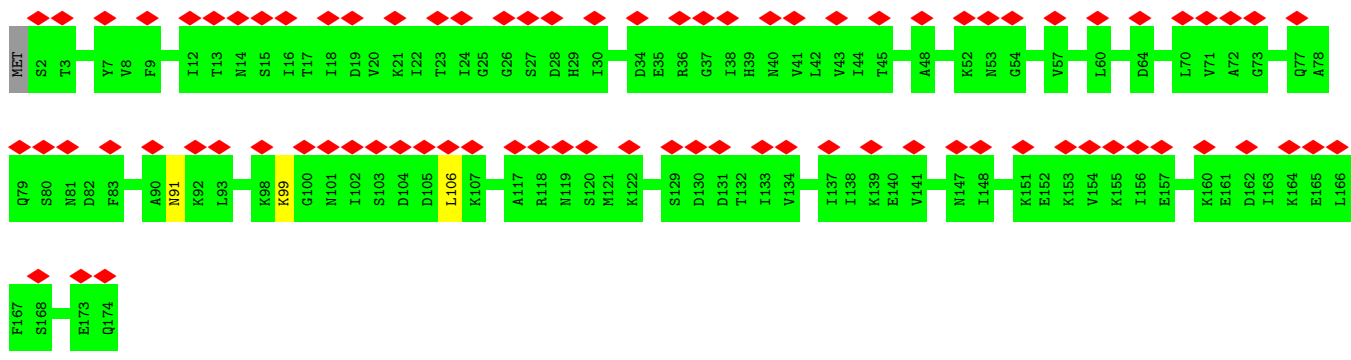 MET S2 T3 Y7 V8 F9 I12 T13 N14 S15 I16 T17 I18 D19 V20 K21 I22 T23 I24 G25 G26 S27 D28 H29 I30 D34 E35 R36 G37 I38 H39 N40 V41 L42 V43 I44 T45 A48 K52 N53 G54 V57 L60 D64 L70 V71 A72 G73 Q77 A78
Q79 S80 N81 D82 F83 A90 N91 K92 L93 K98 K99 G100 N101 I102 S103 D104 D105 L106 K107 A117 R118 N119 S120 M121 K122 S129 D130 D131 T132 I133 V134 I137 I138 K139 E140 V141 N147 I148 K151 E152 K153 V154 K155 I156 E157 K160 E161 D162 I163 K164 E165 L166
F167 S168 E173 Q174